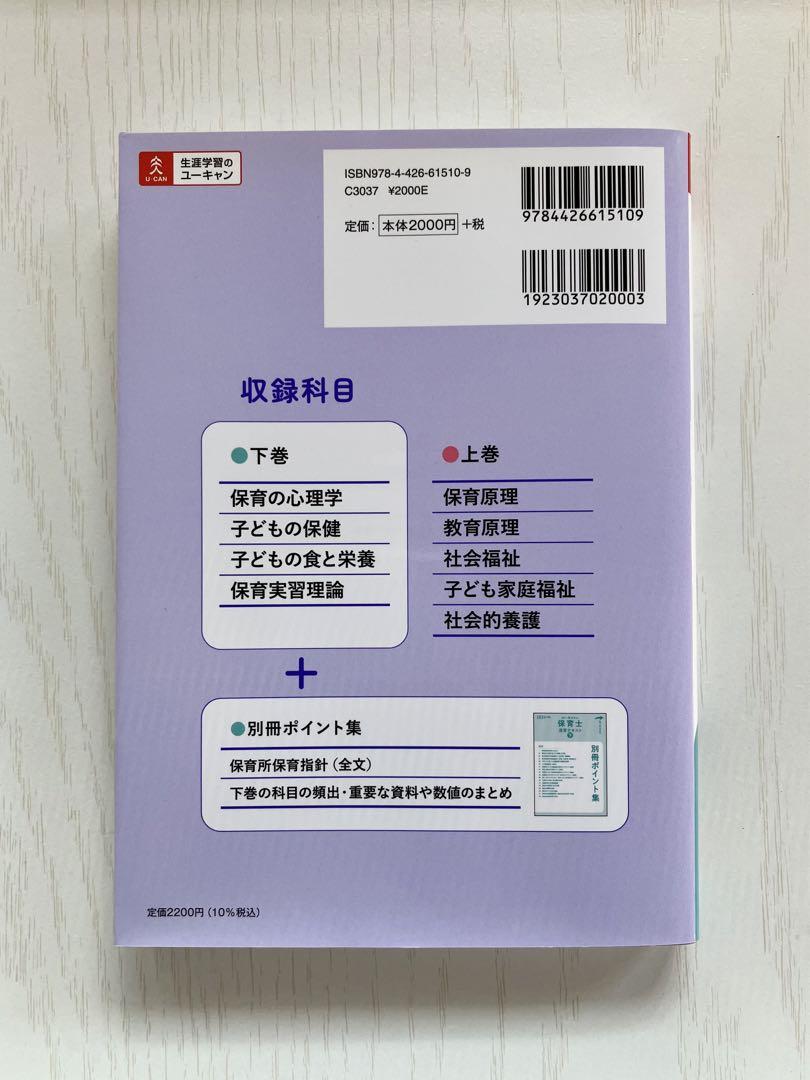 U-CAN
生涯学習の
ユーキャン
ISBN978-4-426-61510-9
C3037 ¥2000E
定価: 本体2000円 +税
9784426615109
1923037020003
収録科目
●下巻
保育の心理学
子どもの保健
子どもの食と栄養
保育実習理論
●上巻
保育原理
教育原理
社会福祉
子ども家庭福祉
社会的養護
+
●別冊ポイント集
保育所保育指針(全文)
下巻の科目の頻出・重要な資料や数値のまとめ
保育士
別冊ポイント集
定価2200円(10%税込)